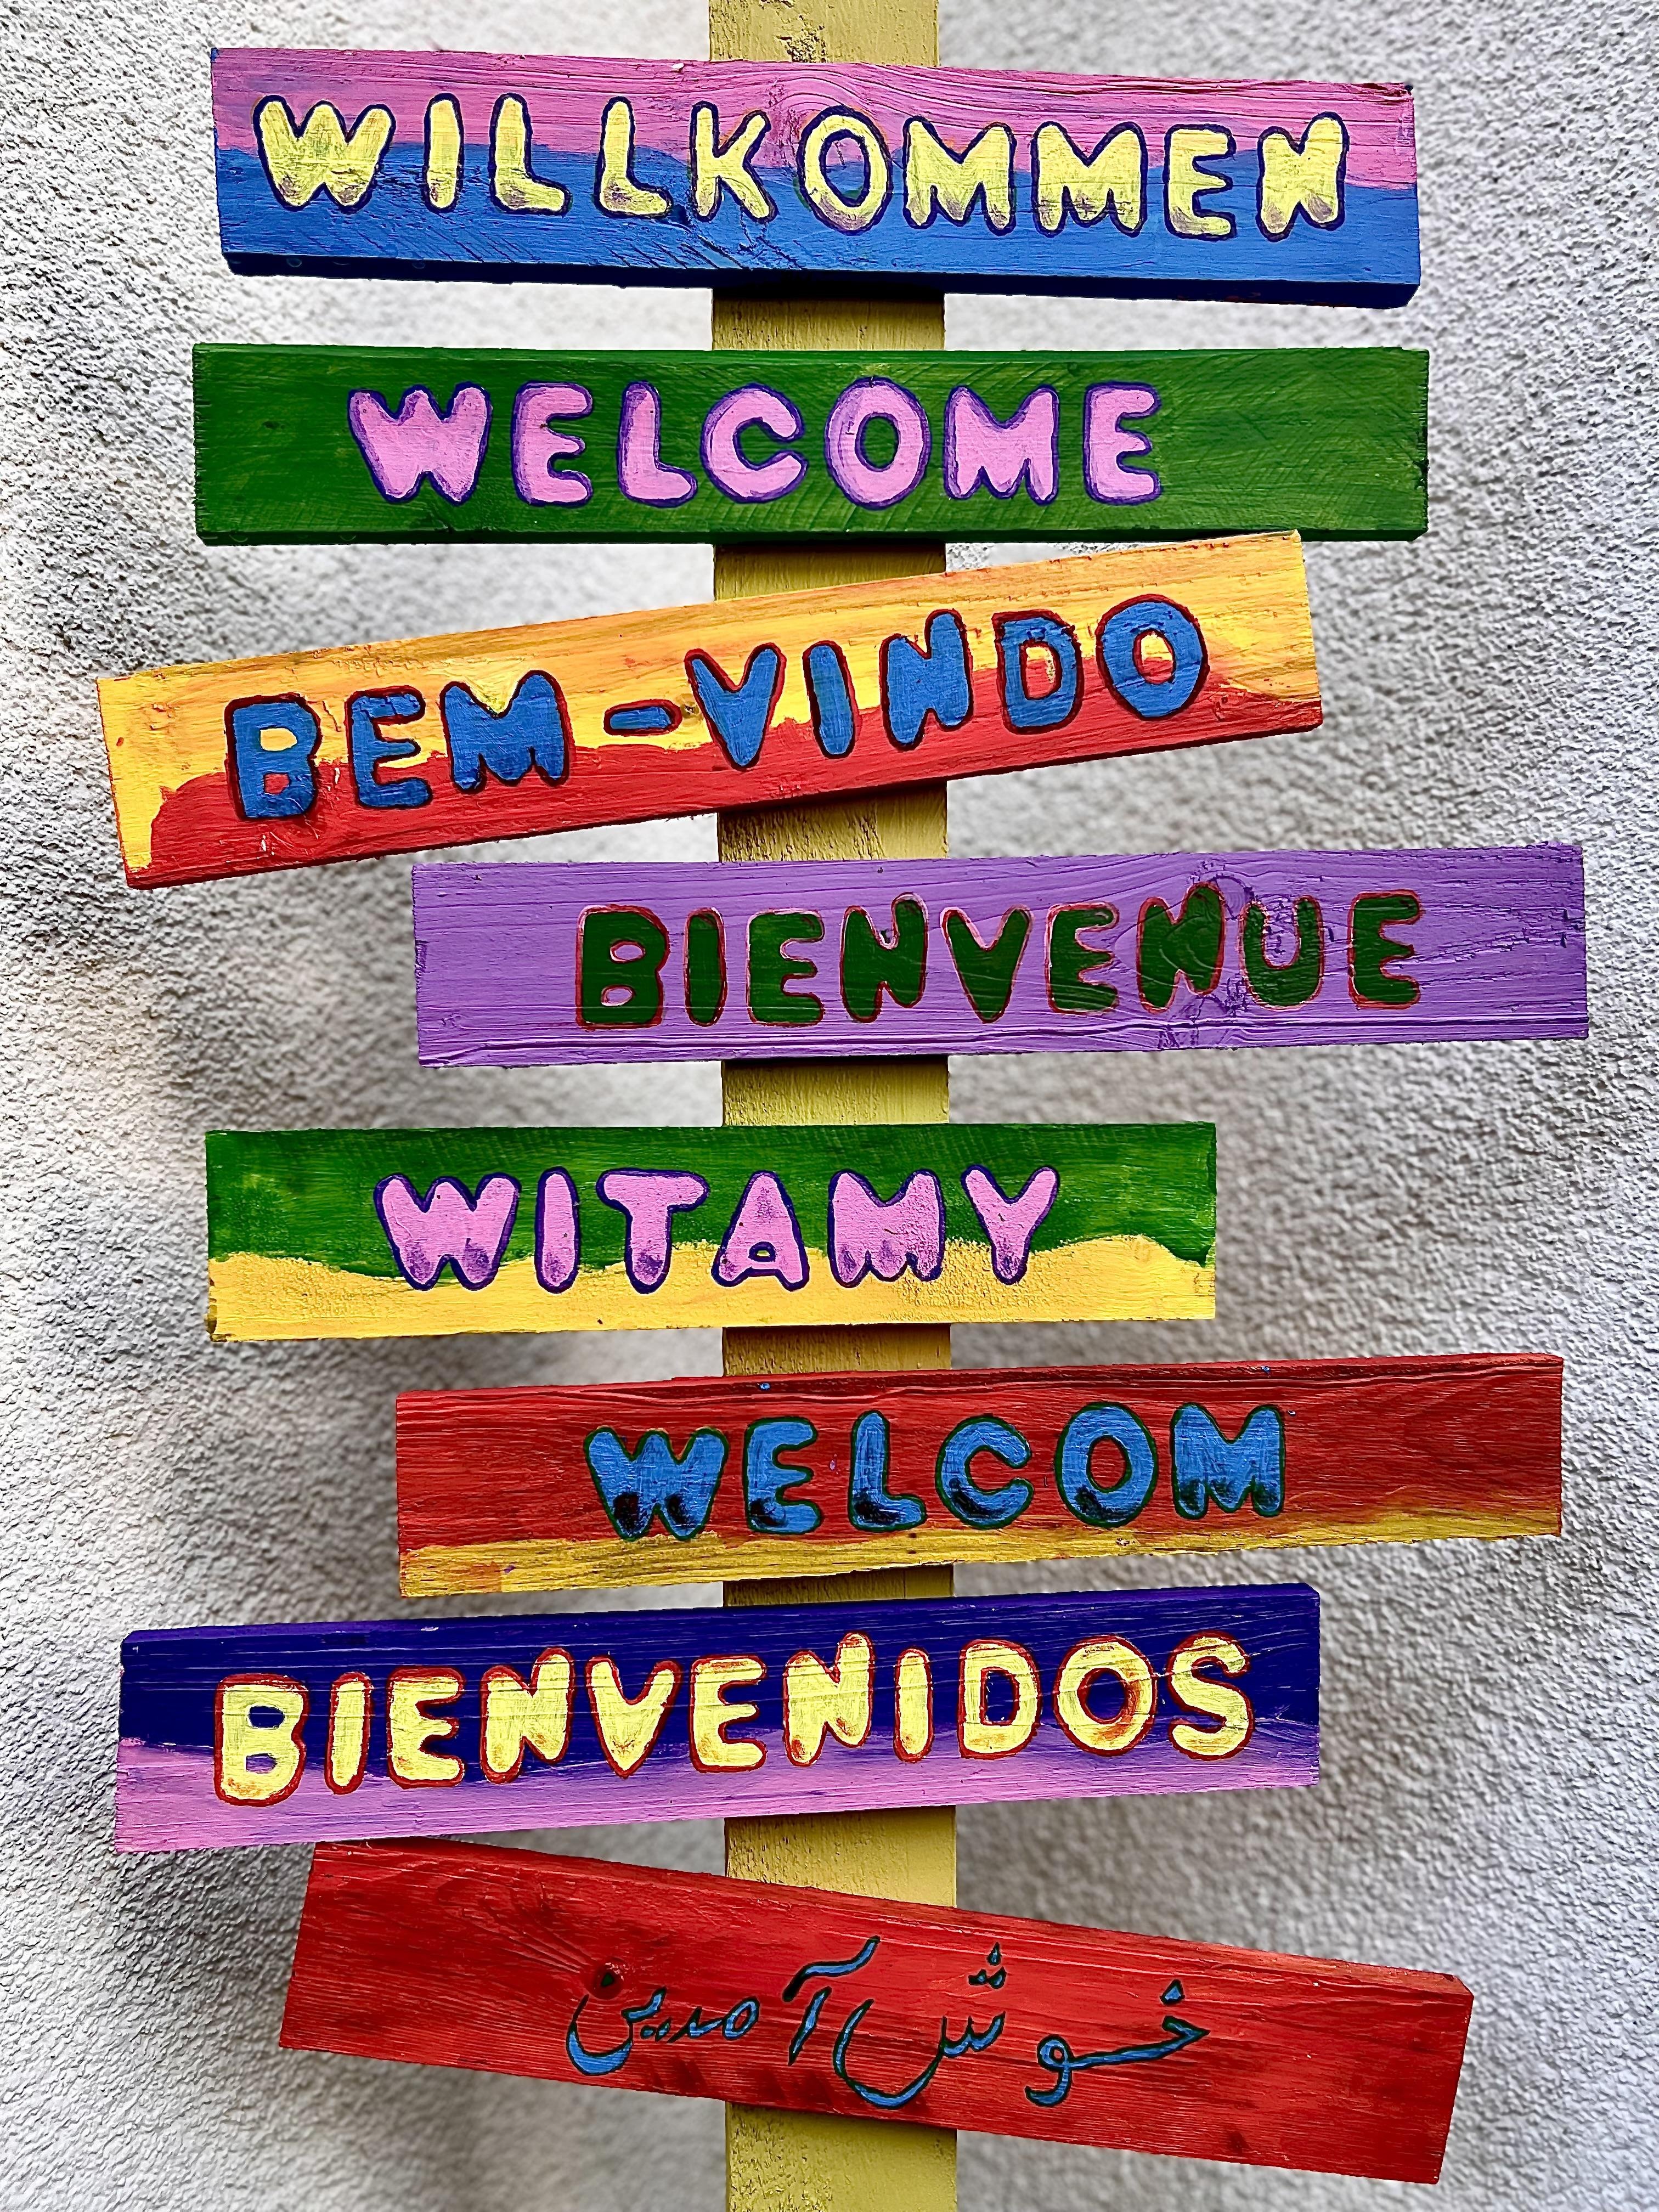 WILLKOMMEN
WELCOME
BEM-VINDO
BIENVENUE
WITAMY
WELCOM
BIENVENIDOS
خوش آمدین